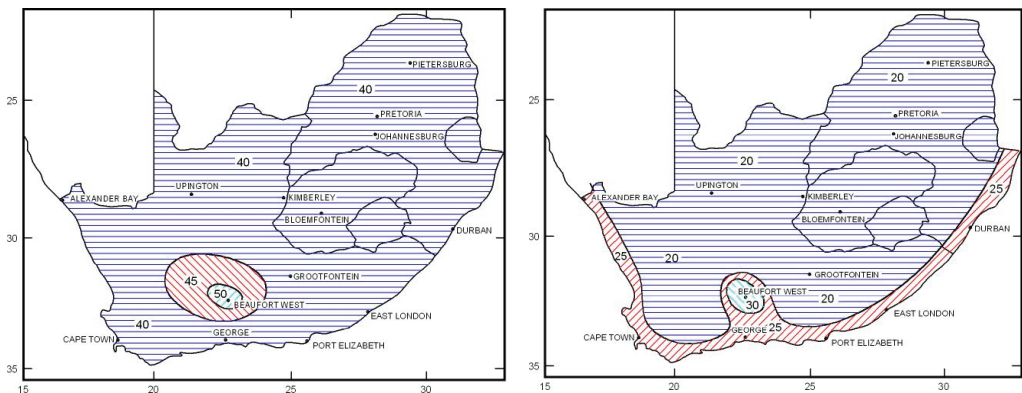 PIETERSBURG
40
25
PRETORIA
JOHANNESBURG
40
UPINGTON
KIMBERLEY
ALEXANDER BAY
BLOEMFONTEIN
DURBAN
30
GROOTFONTEIN
45
50
BEAUFORT WEST
EAST LONDON
40
GEORGE
CAPE TOWN
PORT ELIZABETH
35
15 20 25 30
PIETERSBURG
20
25
PRETORIA
JOHANNESBURG
20
UPINGTON
25
KIMBERLEY
ALEXANDER BAY
BLOEMFONTEIN
DURBAN
30
25
20
GROOTFONTEIN
BEAUFORT WEST
20
30
EAST LONDON
GEORGE
25
CAPE TOWN
PORT ELIZABETH
35
15 20 25 30